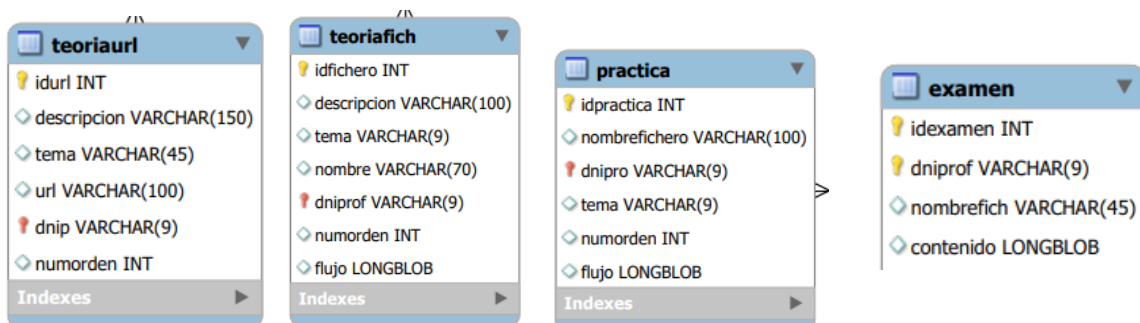 teoriaurl
idurl INT
descripcion VARCHAR(150)
tema VARCHAR(45)
url VARCHAR(100)
dnip VARCHAR(9)
numorden INT
Indexes
teoriafich
idfichero INT
descripcion VARCHAR(100)
tema VARCHAR(9)
nombre VARCHAR(70)
dniprof VARCHAR(9)
numorden INT
flujo LONGBLOB
Indexes
practica
idpractica INT
nombrefichero VARCHAR(100)
dnipro VARCHAR(9)
tema VARCHAR(9)
numorden INT
flujo LONGBLOB
Indexes
examen
idexamen INT
dniprof VARCHAR(9)
nombrefich VARCHAR(45)
contenido LONGBLOB